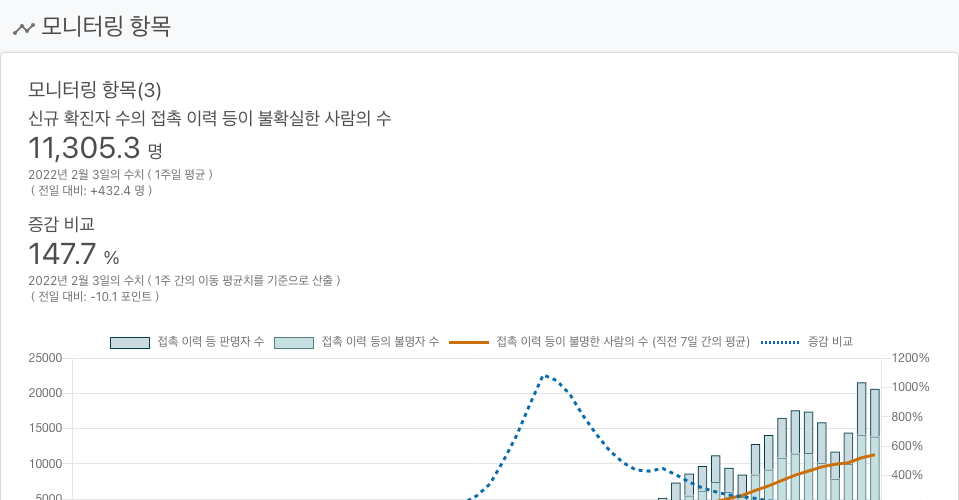 모니터링 항목
모니터링 항목(3)
신규 확진자 수의 접촉 이력 등이 불확실한 사람의 수
11,305.3 명
2022년 2월 3일의 수치 ( 1주일 평균 )
( 전일 대비: +432.4 명 )
증감 비교
147.7 %
2022년 2월 3일의 수치 ( 1주 간의 이동 평균치를 기준으로 산출 )
( 전일 대비: -10.1 포인트 )
접촉 이력 등 판명자 수 접촉 이력 등의 불명자 수 접촉 이력 등이 불명한 사람의 수 (직전 7일 간의 평균) 증감 비교
25000 1200%
20000 1000%
15000 800%
10000 600%
5000 400%